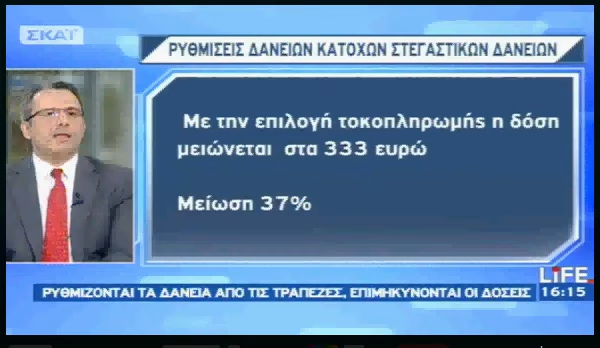 ΣΚΑΪ
ΡΥΘΜΙΣΕΙΣ ΔΑΝΕΙΩΝ ΚΑΤΟΧΩΝ ΣΤΕΓΑΣΤΙΚΩΝ ΔΑΝΕΙΩΝ
Με την επιλογή τοκοπληρωμής η δόση
μειώνεται στα 333 ευρώ
Μείωση 37%
LiFE
ΡΥΘΜΙΖΟΝΤΑΙ ΤΑ ΔΑΝΕΙΑ ΑΠΟ ΤΙΣ ΤΡΑΠΕΖΕΣ, ΕΠΙΜΗΚΥΝΟΝΤΑΙ ΟΙ ΔΟΣΕΙΣ 16:15